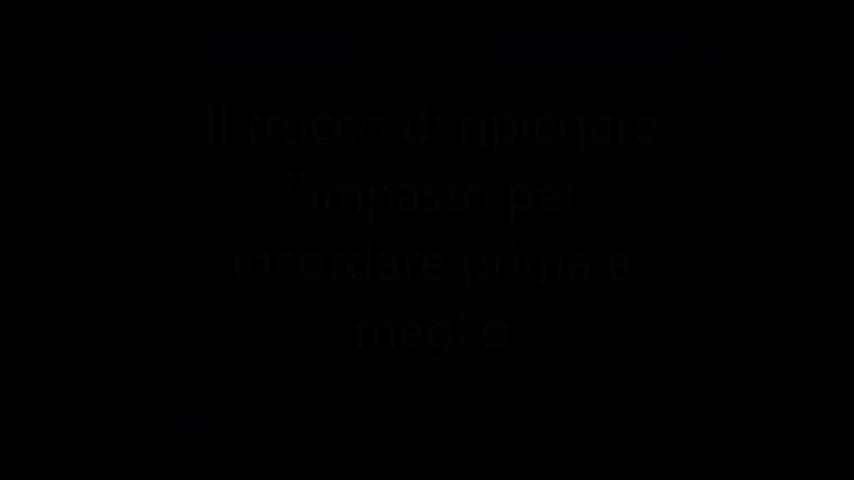 Il trucco di ripiegare
l'impasto per
incordare prima e
meglio